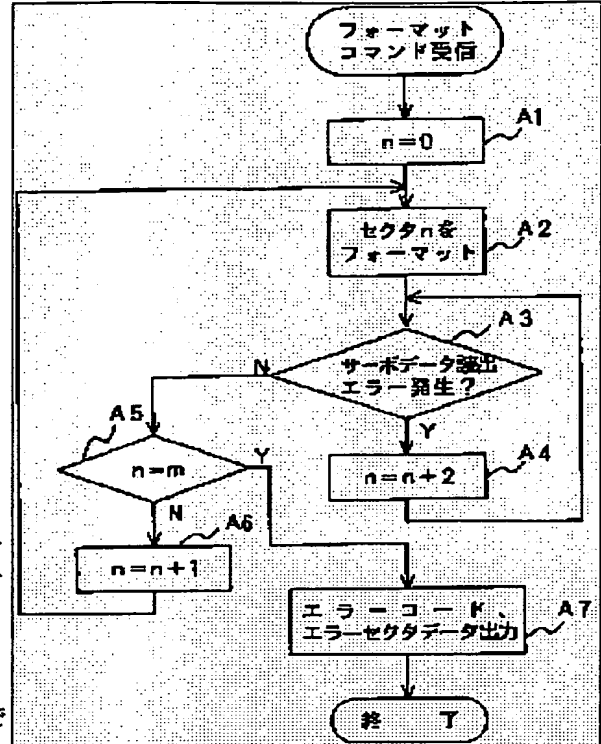 フォーマット
コマンド受信
A1
n=0
セクタnを
フォーマット
A2
A3
サーボデータ検出
エラー発生?
N
Y
A4
n=n+2
A5
n=m
Y
N
A6
n=n+1
エラーコード、
エラーセクタデータ出力
A7
終 了